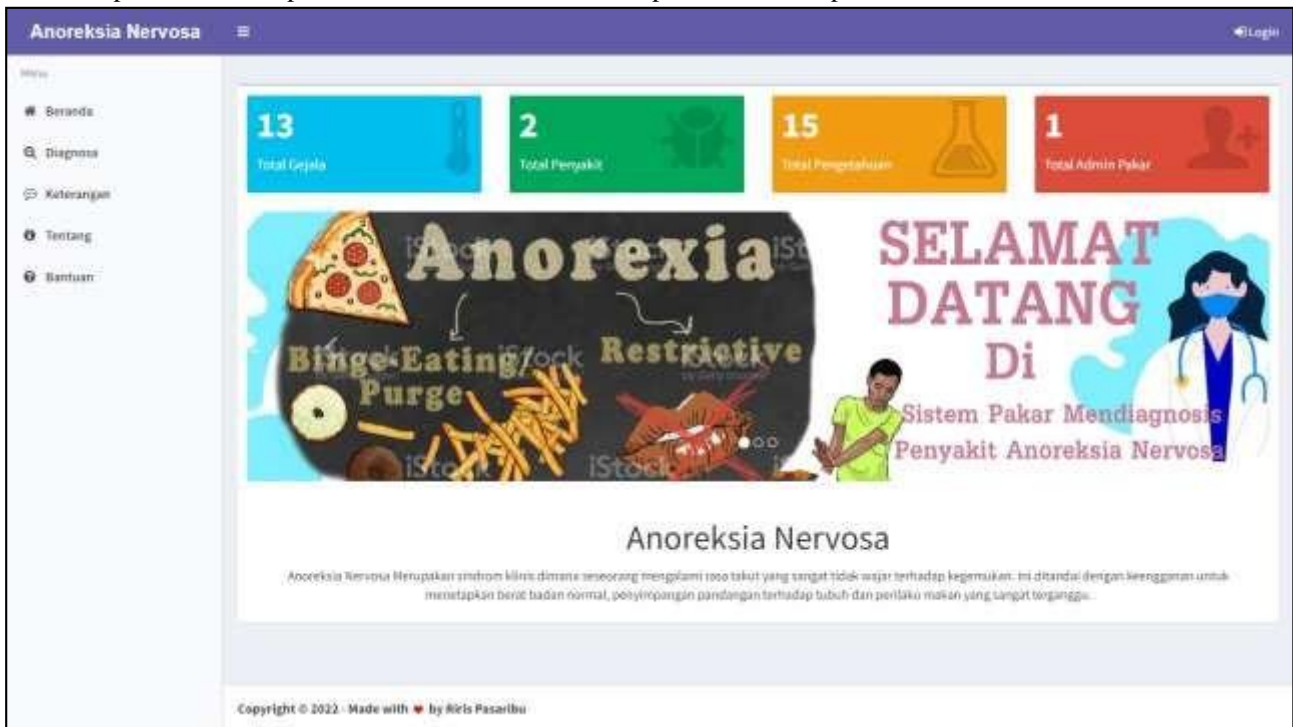 Anoreksia Nervosa
Login
Menu
Beranda
Diagnosa
Keterangan
Tentang
Bantuan
13
Total Gejala
2
Total Penyakit
15
Total Pengetahuan
1
Total Admin Pakar
Anorexia
Binge-Eating/
Purge
Restrictive
iStock
iStock
iStock
SELAMAT
DATANG
Di
Sistem Pakar Mendiagnosis
Penyakit Anoreksia Nervosa
Anoreksia Nervosa
Anoreksia Nervosa Merupakan sindrom klinis dimana seseorang mengalami rasa takut yang sangat tidak wajar terhadap kegemukan. Ini ditandai dengan keengganan untuk
menetapkan berat badan normal, penyimpangan pandangan terhadap tubuh dan perilaku makan yang sangat terganggu.
Copyright © 2022 - Made with ❤ by Riris Pasaribu